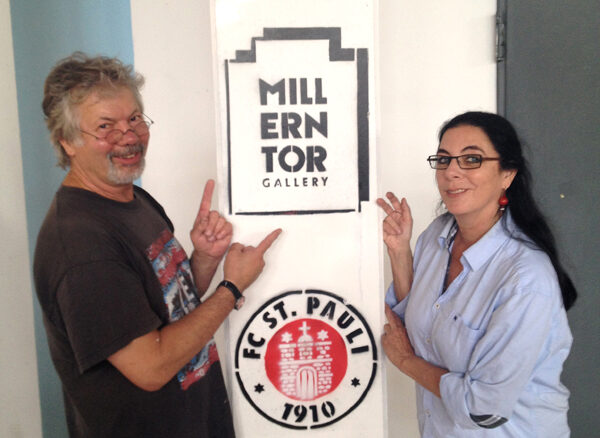 MILL
ERN
TOR
GALLERY
FC ST. PAULI
1910